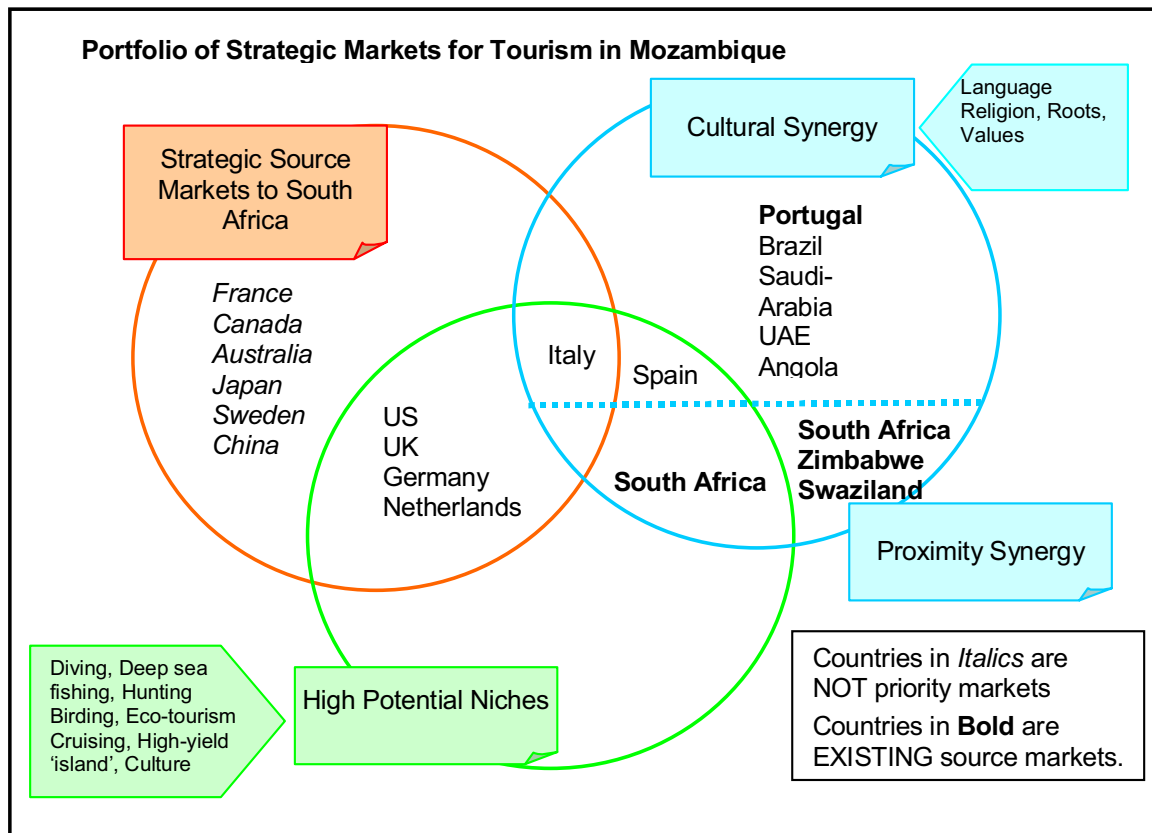 Portfolio of Strategic Markets for Tourism in Mozambique
Language
Religion, Roots,
Values
Cultural Synergy
Strategic Source
Markets to South
Africa
Portugal
Brazil
Saudi-
Arabia
UAE
Angola
France
Canada
Australia
Japan
Sweden
China
Italy
Spain
US
UK
Germany
Netherlands
South Africa
South Africa
Zimbabwe
Swaziland
Proximity Synergy
Diving, Deep sea
fishing, Hunting
Birding, Eco-tourism
Cruising, High-yield
‘island’, Culture
High Potential Niches
Countries in Italics are
NOT priority markets
Countries in Bold are
EXISTING source markets.